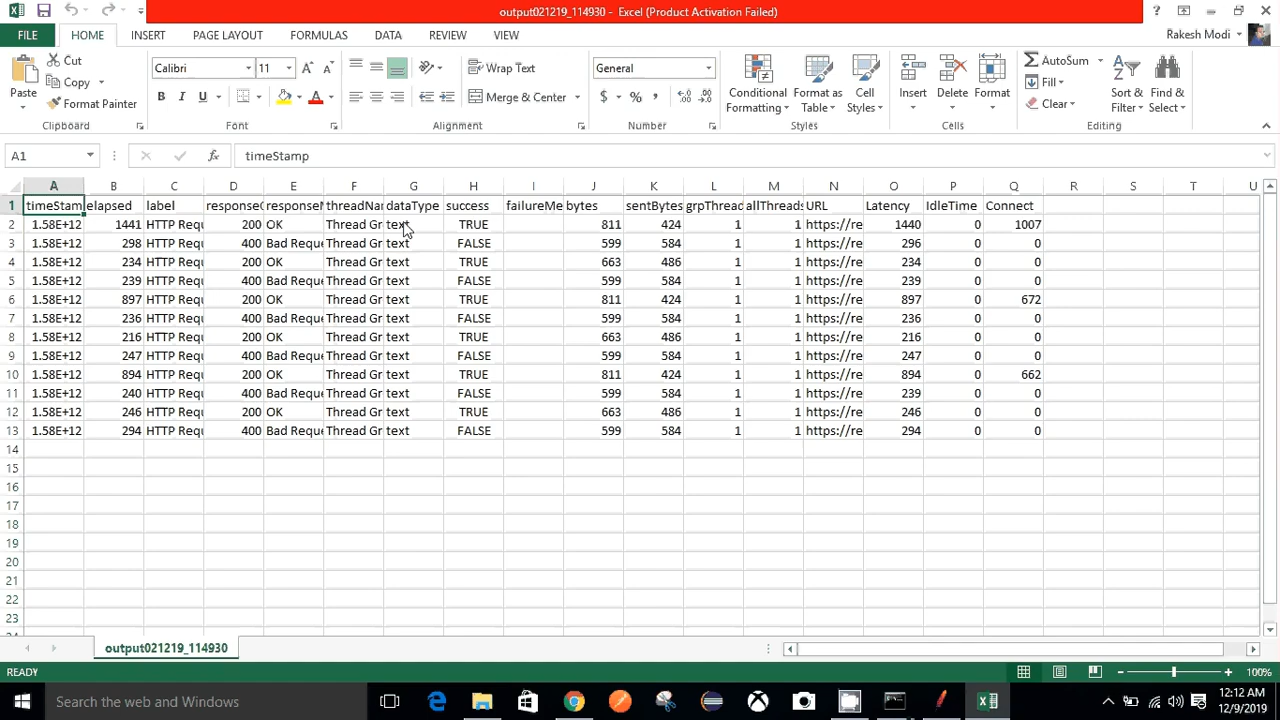 output021219_114930 - Excel (Product Activation Failed)
FILE HOME INSERT PAGE LAYOUT FORMULAS DATA REVIEW VIEW Rakesh Modi
Paste Cut Copy Format Painter Calibri 11 B I U Wrap Text Merge & Center General $ % , Conditional Formatting Format as Table Cell Styles Insert Delete Format AutoSum Fill Clear Sort & Filter Find & Select
Clipboard Font Alignment Number Styles Cells Editing
A1 fx timeStamp
A B C D E F G H I J K L M N O P Q R S T U
1 timeStam elapsed label response responseM threadNa dataType success failureMe bytes sentBytes grpThread allThreads URL Latency IdleTime Connect
2 1.58E+12 1441 HTTP Requ 200 OK Thread Gr text TRUE 811 424 1 1 https://re 1440 0 1007
3 1.58E+12 298 HTTP Requ 400 Bad Reque Thread Gr text FALSE 599 584 1 1 https://re 296 0 0
4 1.58E+12 234 HTTP Requ 200 OK Thread Gr text TRUE 663 486 1 1 https://re 234 0 0
5 1.58E+12 239 HTTP Requ 400 Bad Reque Thread Gr text FALSE 599 584 1 1 https://re 239 0 0
6 1.58E+12 897 HTTP Requ 200 OK Thread Gr text TRUE 811 424 1 1 https://re 897 0 672
7 1.58E+12 236 HTTP Requ 400 Bad Reque Thread Gr text FALSE 599 584 1 1 https://re 236 0 0
8 1.58E+12 216 HTTP Requ 200 OK Thread Gr text TRUE 663 486 1 1 https://re 216 0 0
9 1.58E+12 247 HTTP Requ 400 Bad Reque Thread Gr text FALSE 599 584 1 1 https://re 247 0 0
10 1.58E+12 894 HTTP Requ 200 OK Thread Gr text TRUE 811 424 1 1 https://re 894 0 662
11 1.58E+12 240 HTTP Requ 400 Bad Reque Thread Gr text FALSE 599 584 1 1 https://re 240 0 0
12 1.58E+12 246 HTTP Requ 200 OK Thread Gr text TRUE 663 486 1 1 https://re 246 0 0
13 1.58E+12 294 HTTP Requ 400 Bad Reque Thread Gr text FALSE 599 584 1 1 https://re 294 0 0
14
15
16
17
18
19
20
21
22
23
output021219_114930
READY 100%
Search the web and Windows 12:12 AM
12/9/2019